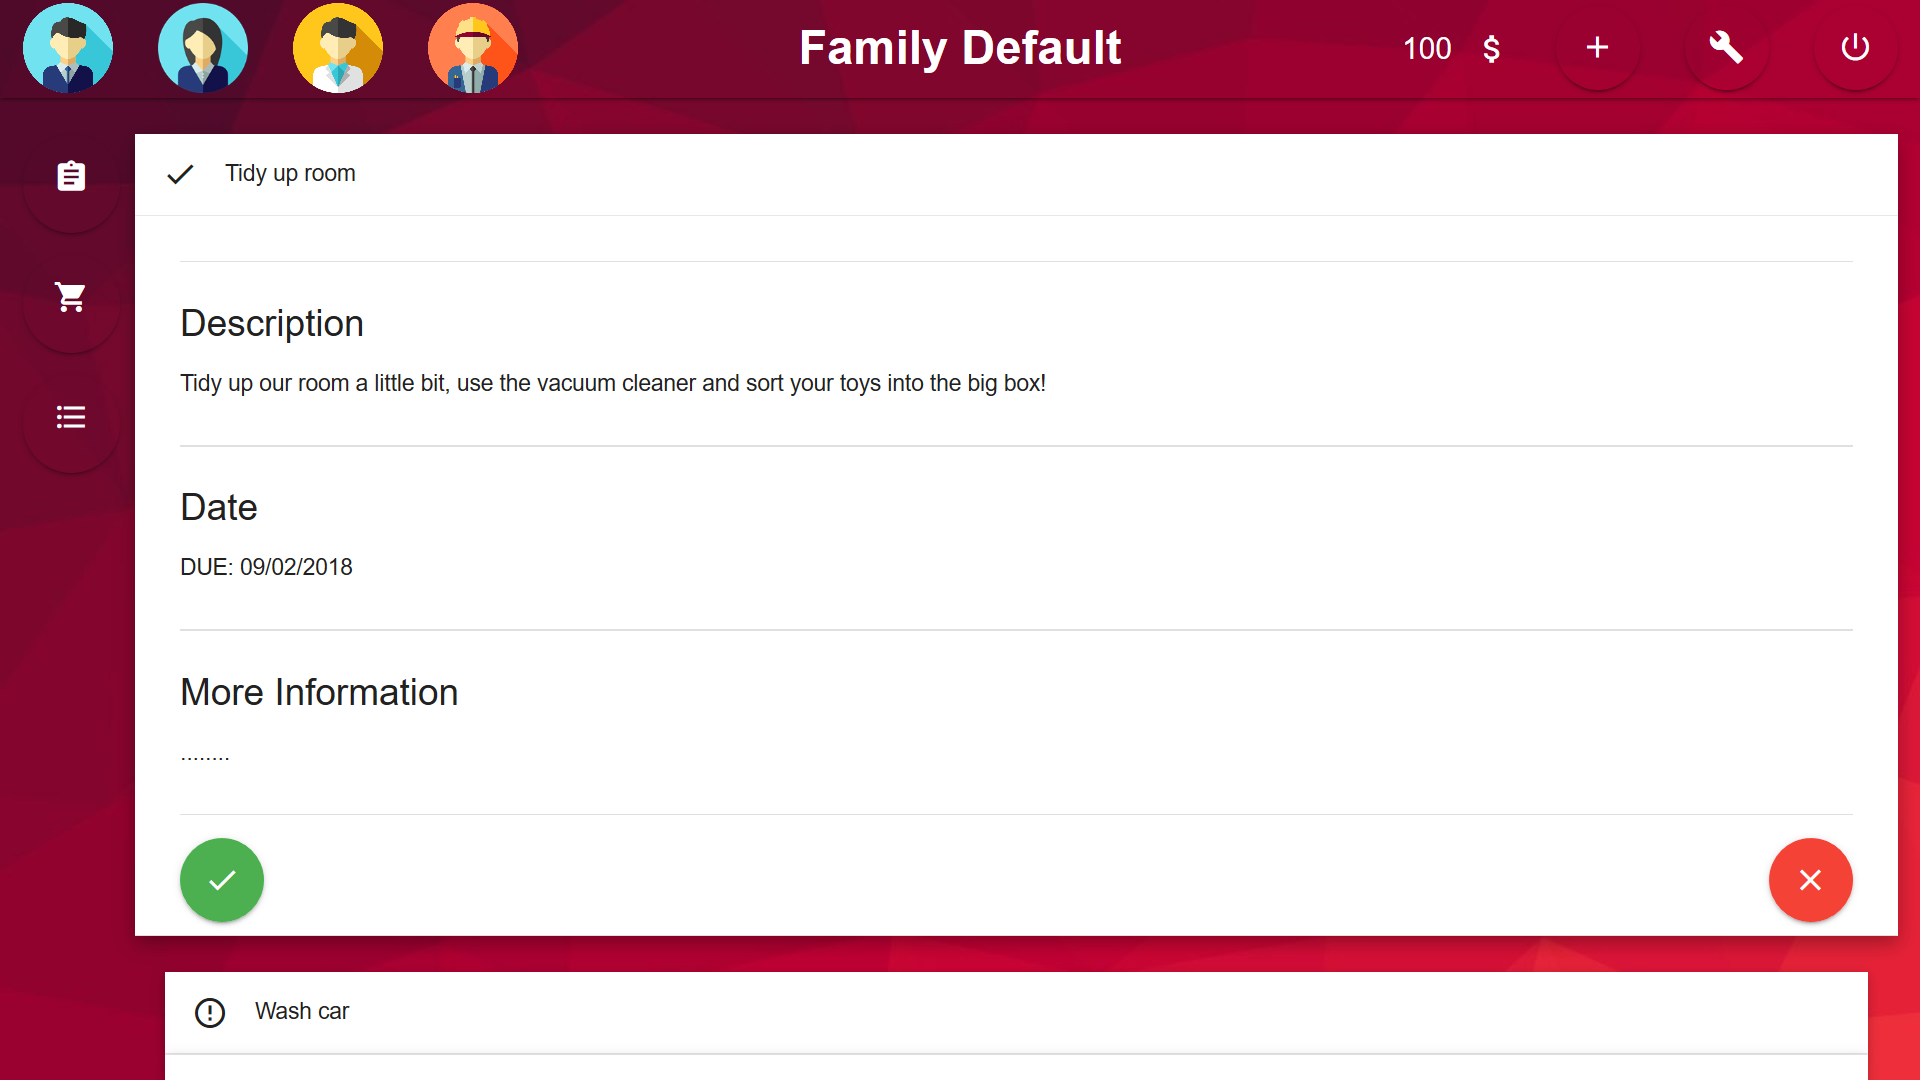 Family Default
100 $
Tidy up room
Description
Tidy up our room a little bit, use the vacuum cleaner and sort your toys into the big box!
Date
DUE: 09/02/2018
More Information
........
Wash car